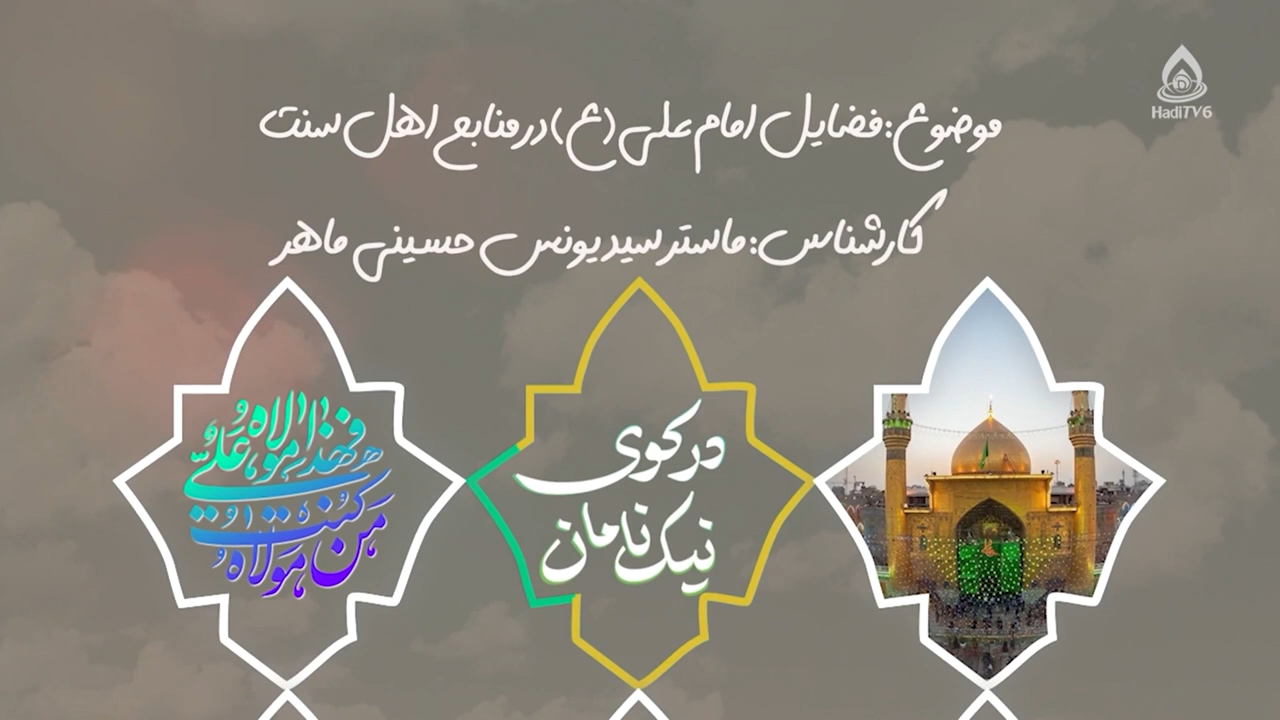 موضوع: فضایل امام علی (ع) در منابع اهل سنت
کارشناس: ماستر سید یونس حسینی ماهر
HadiTV6
در کوی
نیک نامان
من کنت مولاه
فهذا علی مولاه